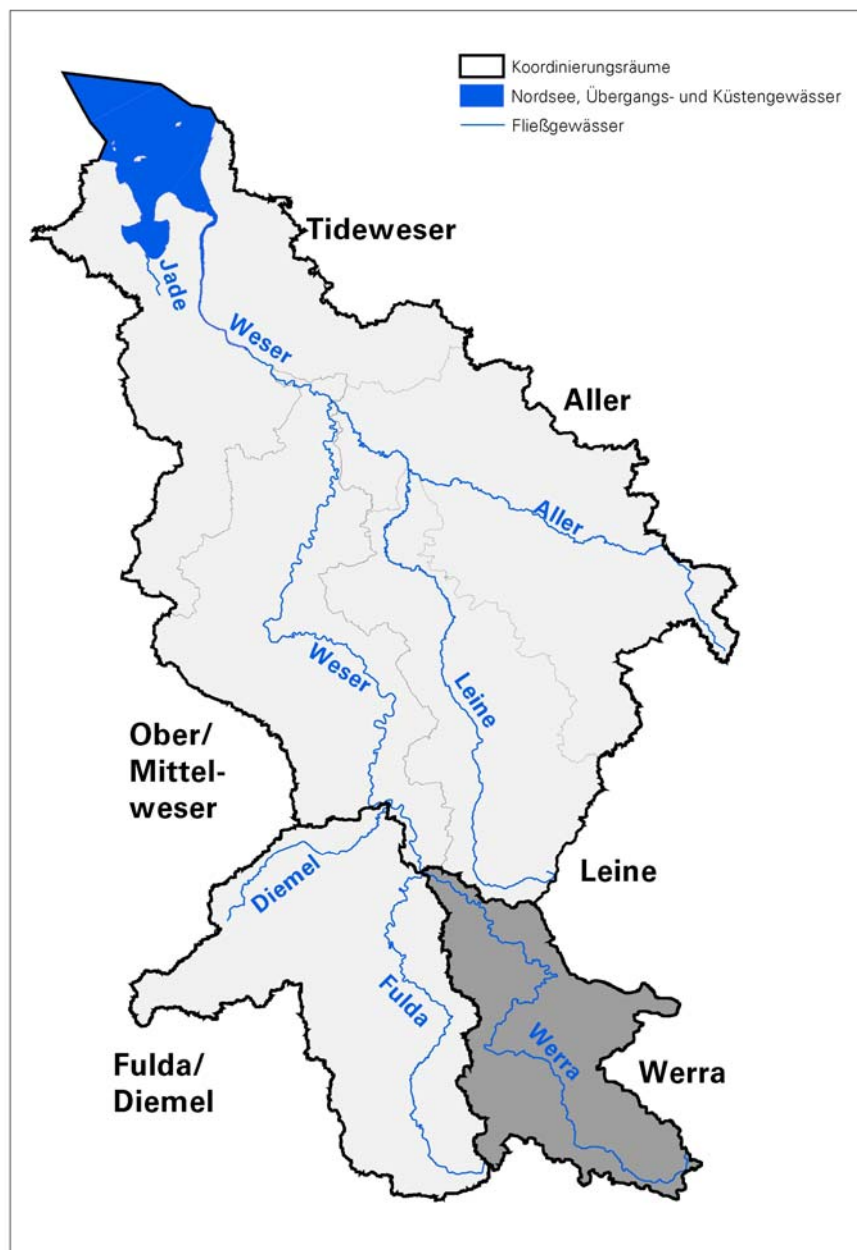 Koordinierungsräume
Nordsee, Übergangs- und Küstengewässer
Fließgewässer
Tideweser
Jade
Weser
Aller
Aller
Weser
Leine
Ober/
Mittel-
weser
Diemel
Leine
Fulda
Werra
Fulda/
Diemel
Werra